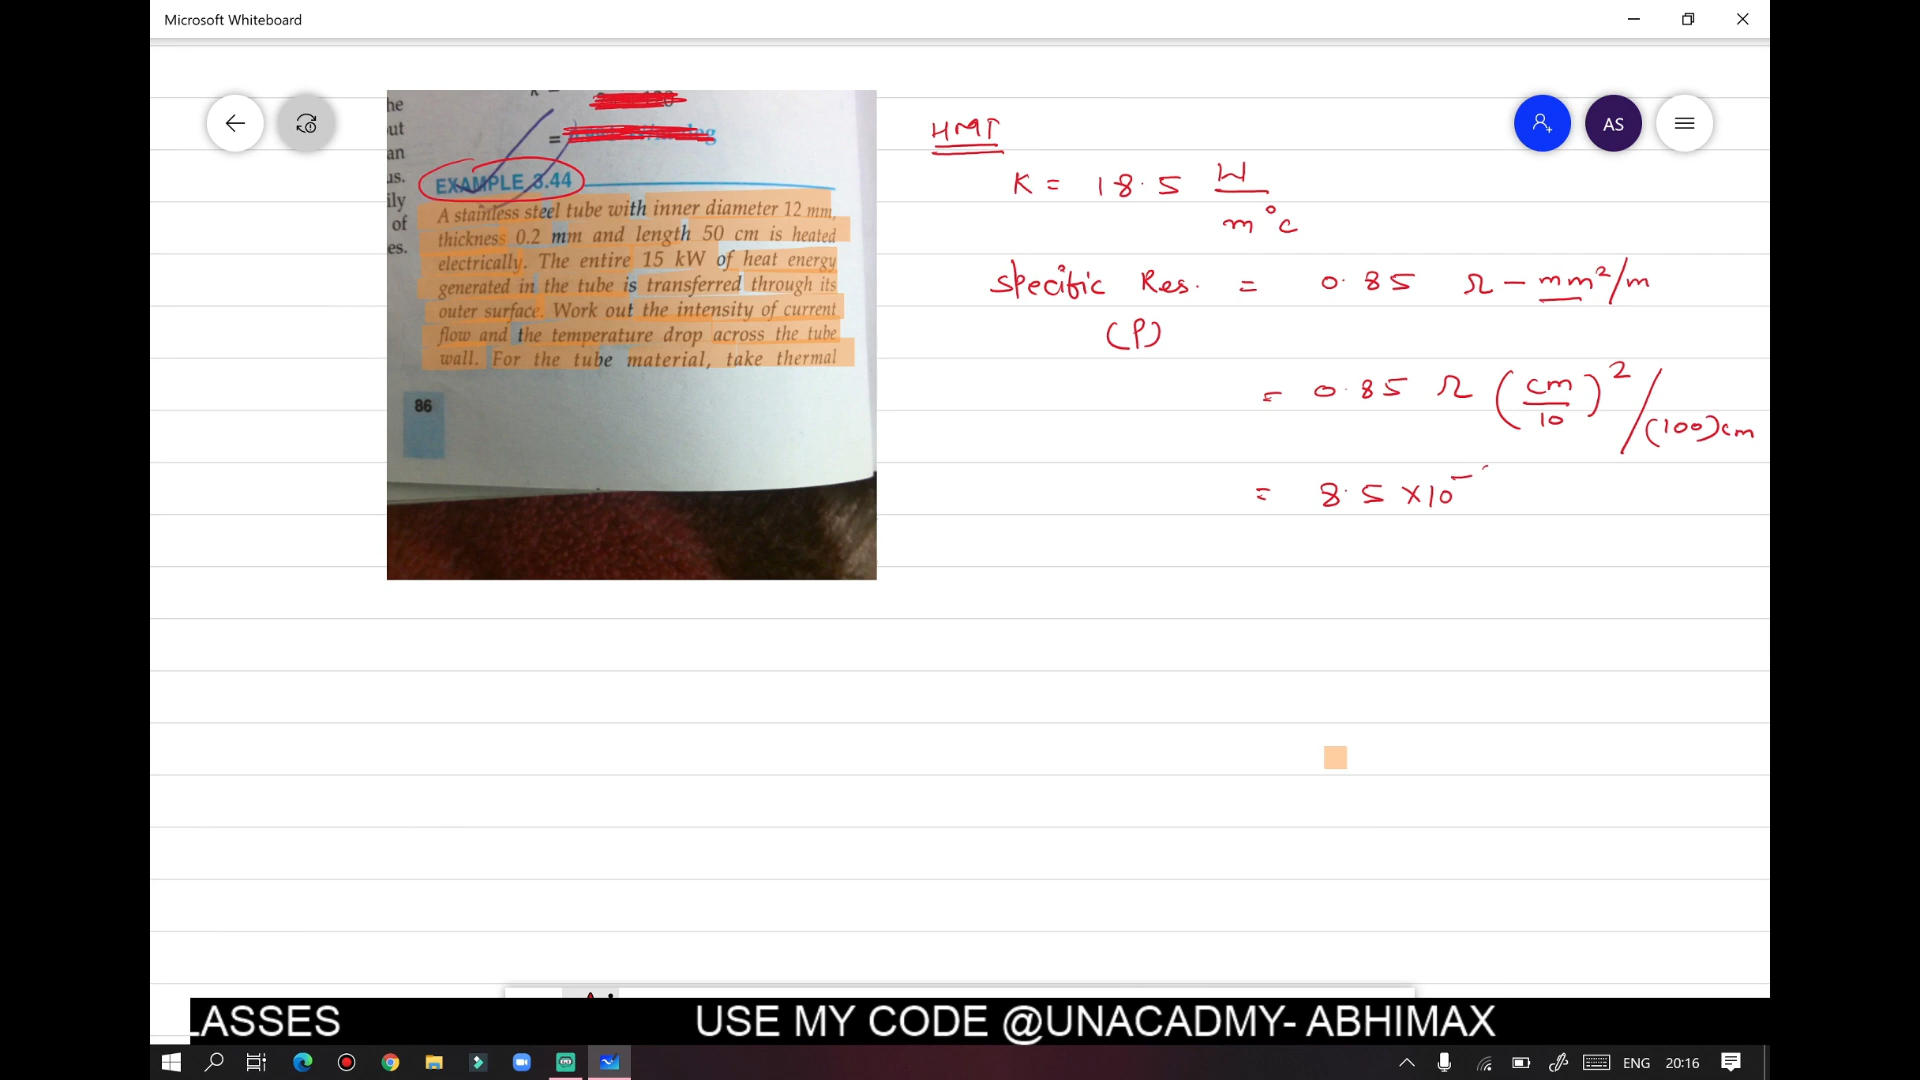 Microsoft Whiteboard
he
ut
an
us.
ily
of
es.
=
EXAMPLE 3.44
A stainless steel tube with inner diameter 12 mm,
thickness 0.2 mm and length 50 cm is heated
electrically. The entire 15 kW of heat energy
generated in the tube is transferred through its
outer surface. Work out the intensity of current
flow and the temperature drop across the tube
wall. For the tube material, take thermal
86
HMT
K = 18.5 W/m°C
Specific Res. = 0.85 Ω - mm²/m
(ρ)
= 0.85 Ω (cm/10)² / (100)cm
= 8.5 × 10⁻
AS
LASSES USE MY CODE @UNACADMY- ABHIMAX
ENG 20:16